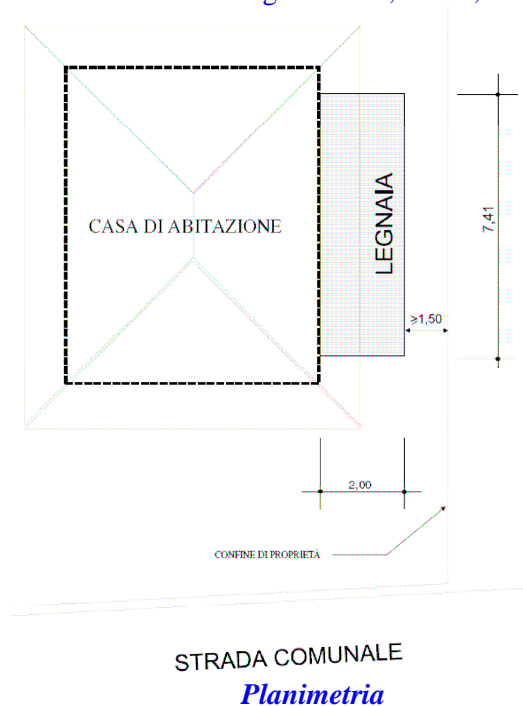 CASA DI ABITAZIONE
LEGNAIA
7,41
≥1,50
2,00
CONFINE DI PROPRIETÀ
STRADA COMUNALE
Planimetria